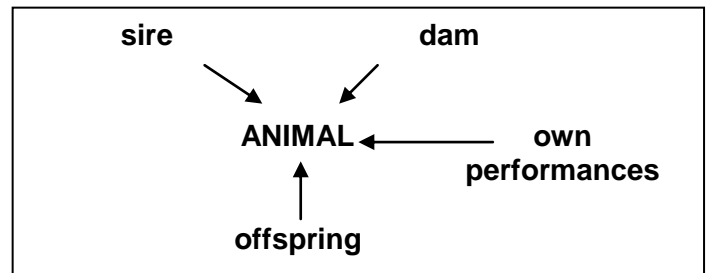 sire dam
ANIMAL own
performances
offspring